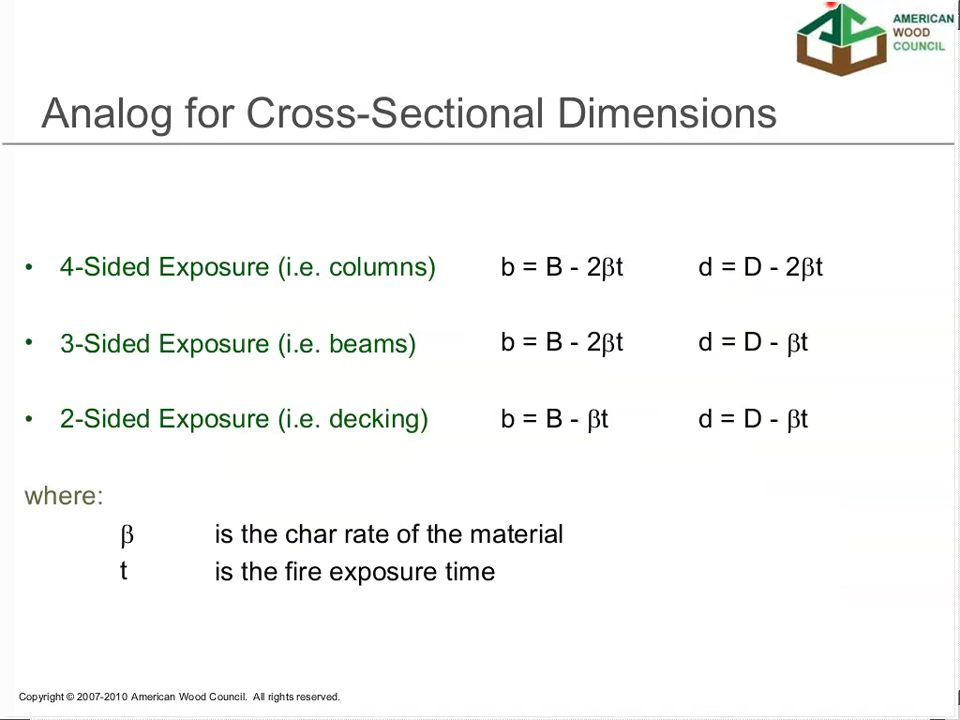 AMERICAN
WOOD
COUNCIL
Analog for Cross-Sectional Dimensions
• 4-Sided Exposure (i.e. columns) b = B - 2βt d = D - 2βt
• 3-Sided Exposure (i.e. beams) b = B - 2βt d = D - βt
• 2-Sided Exposure (i.e. decking) b = B - βt d = D - βt
where:
β is the char rate of the material
t is the fire exposure time
Copyright © 2007-2010 American Wood Council. All rights reserved.